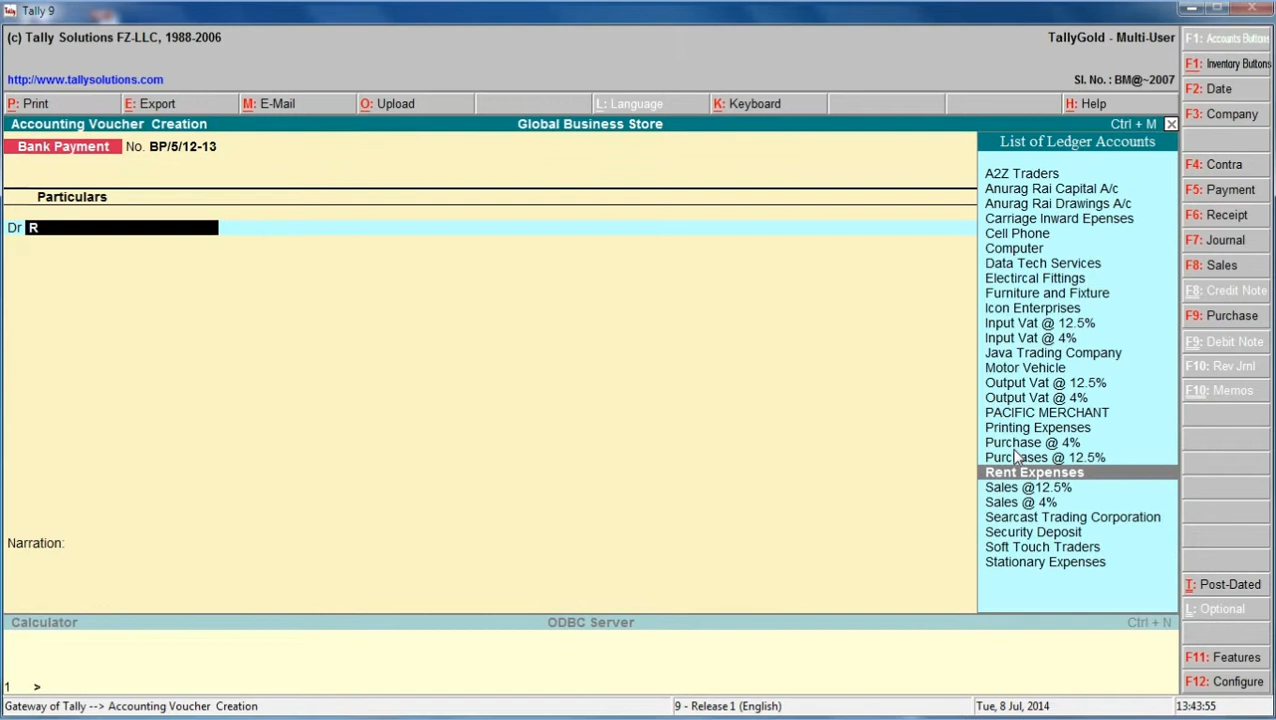 Tally 9
(c) Tally Solutions FZ-LLC, 1988-2006
TallyGold - Multi-User
http://www.tallysolutions.com
Sl. No. : BM@~2007
P: Print
E: Export
M: E-Mail
O: Upload
L: Language
K: Keyboard
H: Help
Accounting Voucher Creation
Global Business Store
Ctrl + M
Bank Payment No. BP/5/12-13
Particulars
Dr R
Narration:
List of Ledger Accounts
A2Z Traders
Anurag Rai Capital A/c
Anurag Rai Drawings A/c
Carriage Inward Epenses
Cell Phone
Computer
Data Tech Services
Electircal Fittings
Furniture and Fixture
Icon Enterprises
Input Vat @ 12.5%
Input Vat @ 4%
Java Trading Company
Motor Vehicle
Output Vat @ 12.5%
Output Vat @ 4%
PACIFIC MERCHANT
Printing Expenses
Purchase @ 4%
Purchases @ 12.5%
Rent Expenses
Sales @12.5%
Sales @ 4%
Searcast Trading Corporation
Security Deposit
Soft Touch Traders
Stationary Expenses
F1: Accounts Buttons
F1: Inventory Buttons
F2: Date
F3: Company
F4: Contra
F5: Payment
F6: Receipt
F7: Journal
F8: Sales
F8: Credit Note
F9: Purchase
F9: Debit Note
F10: Rev Jrnl
F10: Memos
T: Post-Dated
L: Optional
F11: Features
F12: Configure
Calculator
ODBC Server
Ctrl + N
1 >
Gateway of Tally --> Accounting Voucher Creation
9 - Release 1 (English)
Tue, 8 Jul, 2014
13:43:55